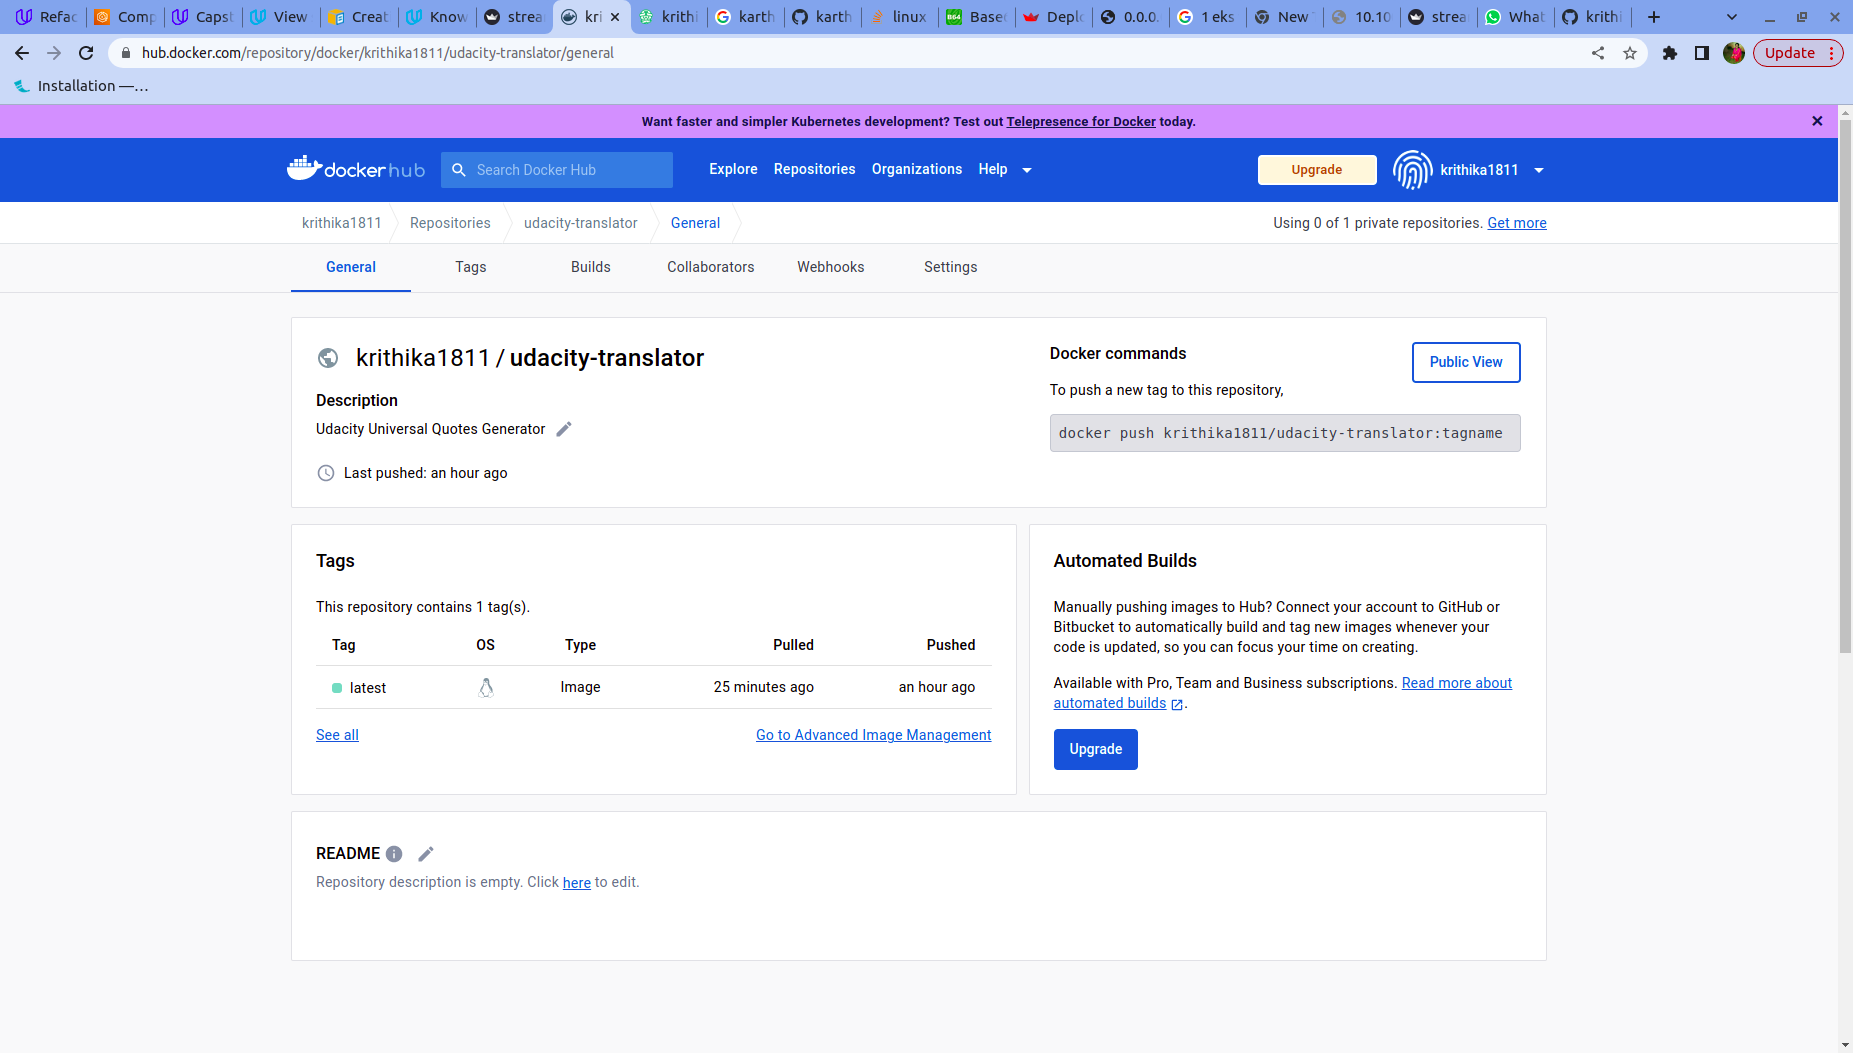 Refac Comp Capst View Creat Know strea kri krithi karth karth linux Base Deplo 0.0.0. 1 eks New 10.10 strea What krithi
hub.docker.com/repository/docker/krithika1811/udacity-translator/general
Update
Installation —...
Want faster and simpler Kubernetes development? Test out Telepresence for Docker today.
dockerhub Search Docker Hub Explore Repositories Organizations Help Upgrade krithika1811
krithika1811 Repositories udacity-translator General Using 0 of 1 private repositories. Get more
General Tags Builds Collaborators Webhooks Settings
krithika1811 / udacity-translator
Description
Udacity Universal Quotes Generator
Last pushed: an hour ago
Docker commands
Public View
To push a new tag to this repository,
docker push krithika1811/udacity-translator:tagname
Tags
This repository contains 1 tag(s).
Tag OS Type Pulled Pushed
latest Image 25 minutes ago an hour ago
See all Go to Advanced Image Management
Automated Builds
Manually pushing images to Hub? Connect your account to GitHub or
Bitbucket to automatically build and tag new images whenever your
code is updated, so you can focus your time on creating.
Available with Pro, Team and Business subscriptions. Read more about
automated builds .
Upgrade
README
Repository description is empty. Click here to edit.